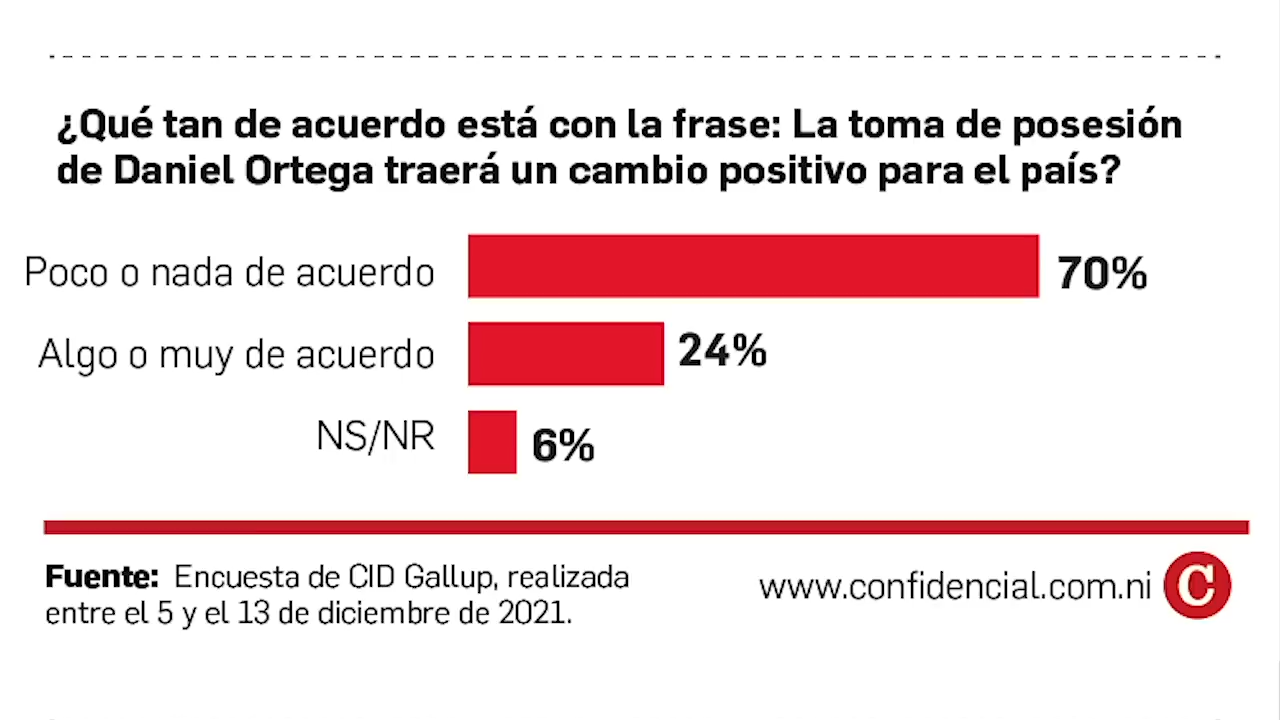 ¿Qué tan de acuerdo está con la frase: La toma de posesión
de Daniel Ortega traerá un cambio positivo para el país?
Poco o nada de acuerdo 70%
Algo o muy de acuerdo 24%
NS/NR 6%
Fuente: Encuesta de CID Gallup, realizada
entre el 5 y el 13 de diciembre de 2021.
www.confidencial.com.ni C